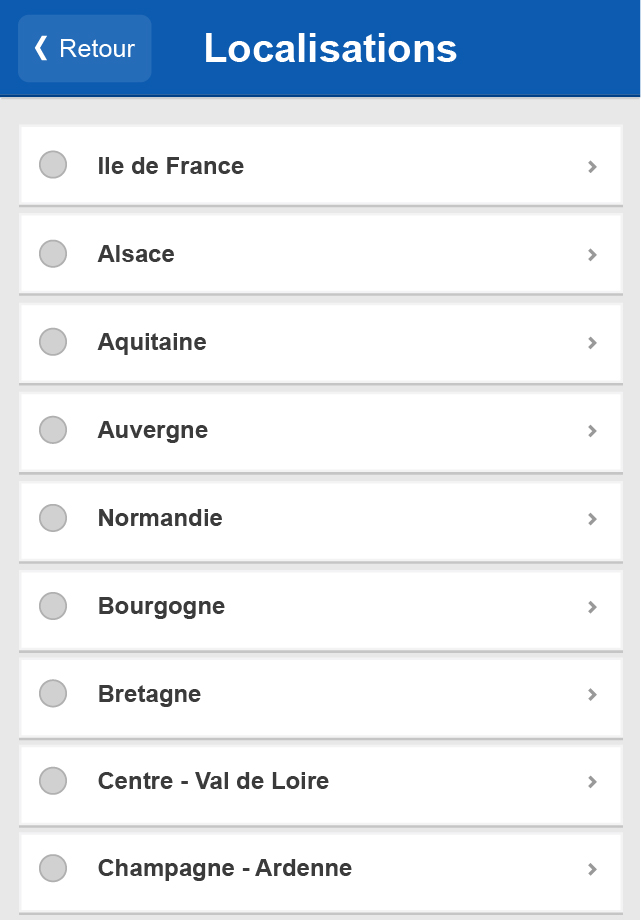 Retour
Localisations
Ile de France
Alsace
Aquitaine
Auvergne
Normandie
Bourgogne
Bretagne
Centre - Val de Loire
Champagne - Ardenne